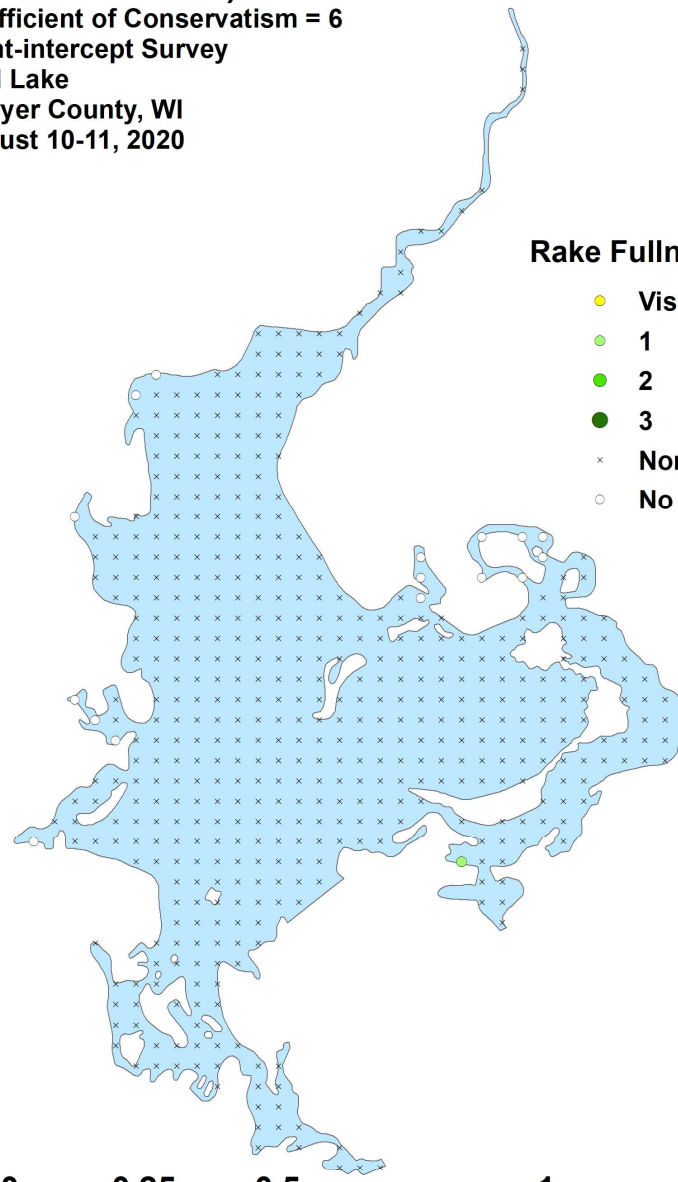 fficient of Conservatism = 6
nt-intercept Survey
Lake
yer County, WI
ust 10-11, 2020
Rake Fulln
Vis
1
2
3
Nor
No
0 0.25 0.5 1